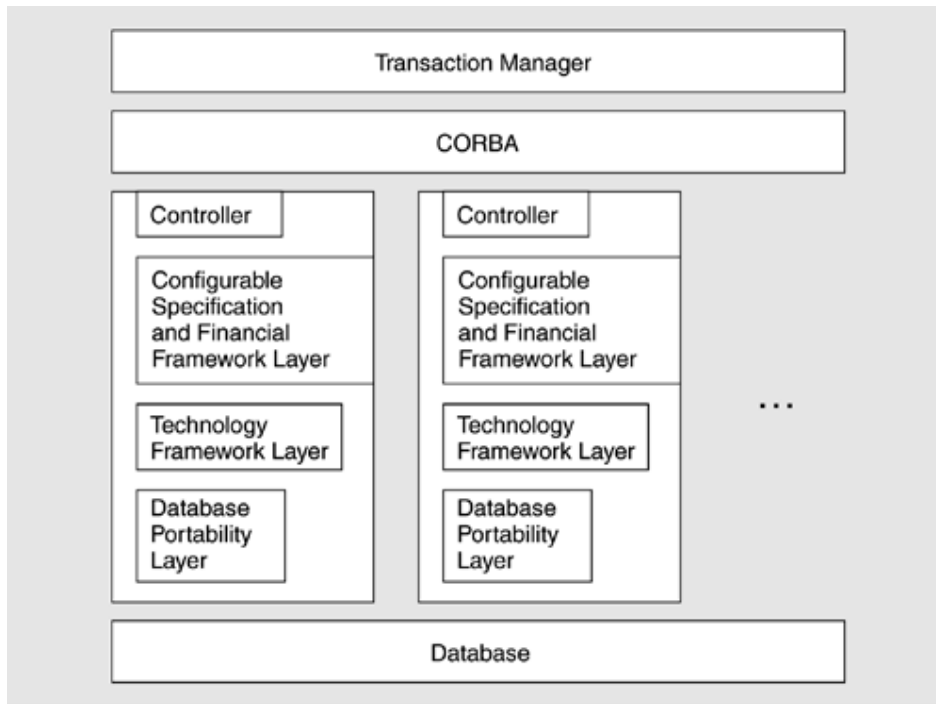 Transaction Manager
CORBA
Controller
Configurable
Specification
and Financial
Framework Layer
Technology
Framework Layer
Database
Portability
Layer
Controller
Configurable
Specification
and Financial
Framework Layer
Technology
Framework Layer
Database
Portability
Layer
...
Database